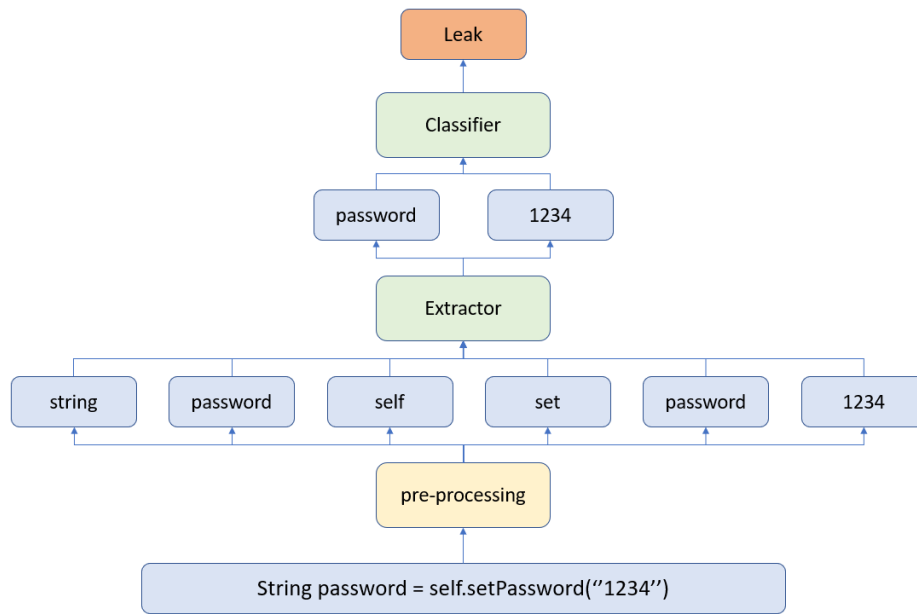 Leak
Classifier
password 1234
Extractor
string password self set password 1234
pre-processing
String password = self.setPassword(‘’1234’’)